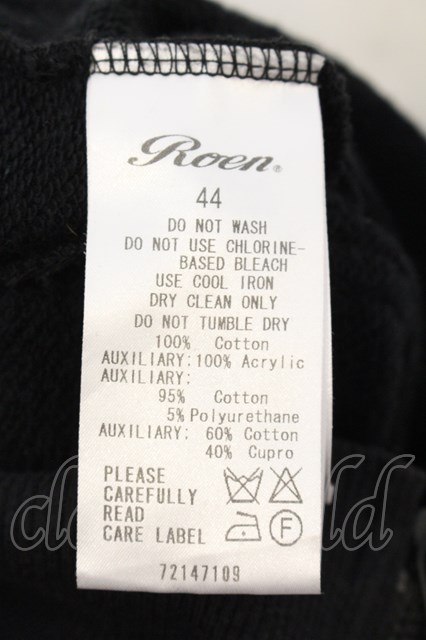 Roen.
44
DO NOT WASH
DO NOT USE CHLORINE-
BASED BLEACH
USE COOL IRON
DRY CLEAN ONLY
DO NOT TUMBLE DRY
100% Cotton
AUXILIARY:100% Acrylic
AUXILIARY:
95% Cotton
5% Polyurethane
AUXILIARY: 60% Cotton
40% Cupro
PLEASE
CAREFULLY
READ
CARE LABEL
F
72147109